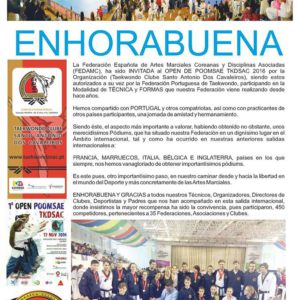 ENHORABUENA
La Federación Española de Artes Marciales Coreanas y Disciplinas Asociadas
(FEDAMC), ha sido INVITADA al OPEN DE POOMSAE TKDSAC 2016 por la
Organización (Taekwondo Clube Santo Antonio Dos Cavaleiros), siendo estos
autorizados a su vez por la Federación Portuguesa de Taekwondo, participando en la
Modalidad de TÉCNICA y FORMAS que nuestra Federación viene realizando desde
hace años.
Hemos compartido con PORTUGAL y otros compatriotas, así como con practicantes de
otros países participantes, una jornada de amistad y hermanamiento.
Siendo éste, el aspecto más importante a valorar, habiendo obtenido no obstante, unos
merecidísimos Pódiums, que ha situado nuestra Federación en un dignísimo lugar en el
ámbito internacional, tal y como ha ocurrido en nuestras anteriores salidas
internacionales a:
FRANCIA, MARRUECOS, ITALIA, BÉLGICA E INGLATERRA, países en los que
siempre, nos hemos vanagloriado de obtener importantísimos pódiums.
Es este pues, otro importantísimo paso, en nuestro caminar desde y hacia la libertad en
el mundo del Deporte y más concretamente de las Artes Marciales.
ENHORABUENA Y GRACIAS a todos nuestros Técnicos, Organizadores, Directores de
Clubes, Deportistas y Padres que nos han acompañado en esta salida internacional,
donde insistimos la mayor recompensa ha sido la convivencia, pues participaron, 450
competidores, pertenecientes a 35 Federaciones, Asociaciones y Clubes.
TAEKWONDO CLUBE
SANTO ANTÓNIO
DOS CAVALEIROS
1º OPEN
POOMSAE
TKDSAC
12 NOV